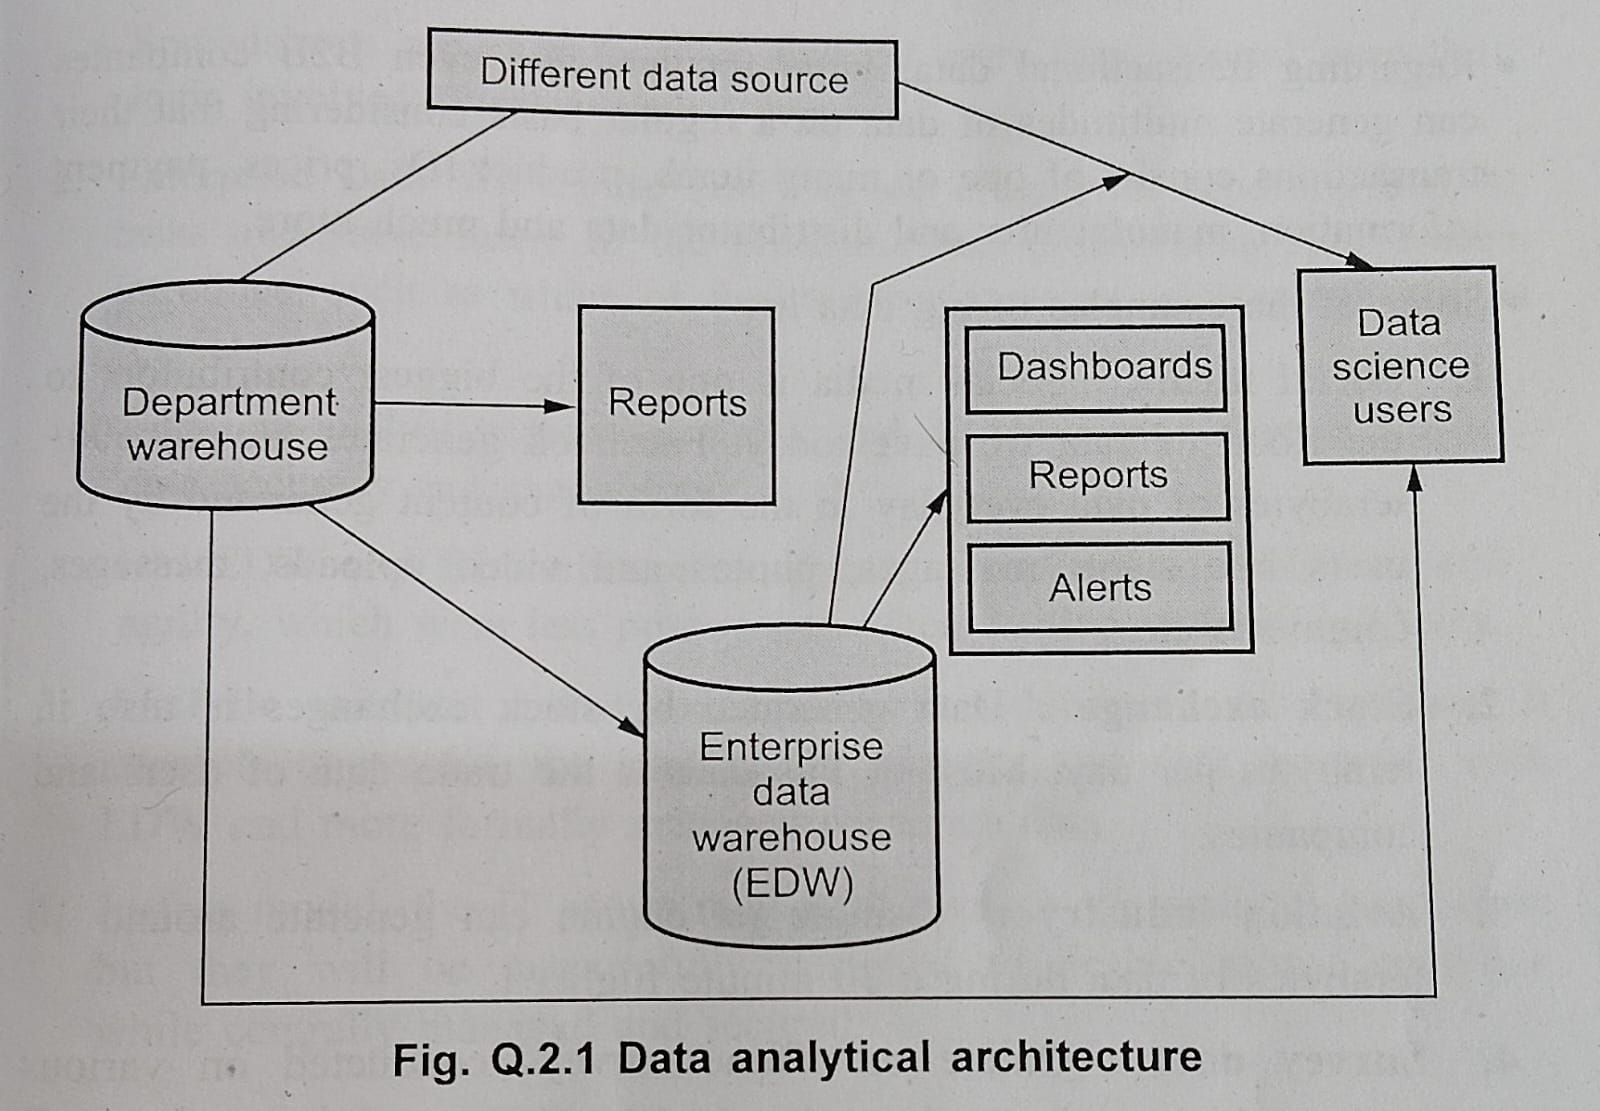 Different data source
Department
warehouse
Reports
Dashboards
Reports
Alerts
Data
science
users
Enterprise
data
warehouse
(EDW)
Fig. Q.2.1 Data analytical architecture